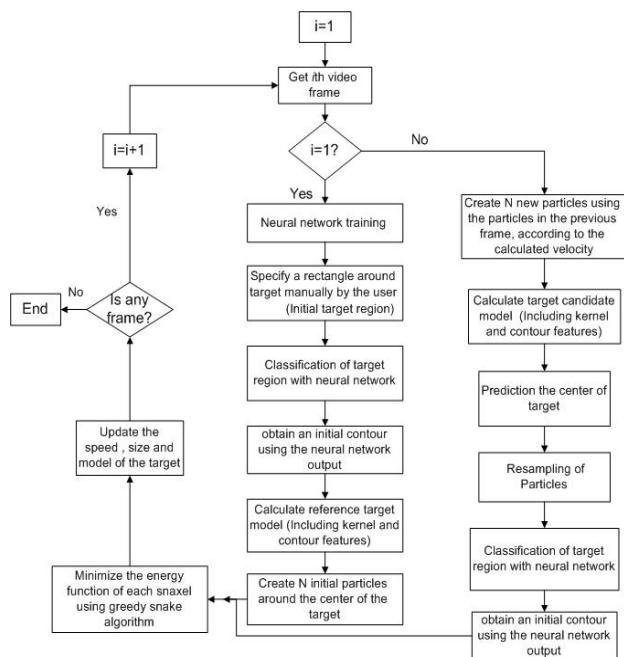 i=1
Get ith video
frame
i=1?
No
Yes
i=i+1
Yes
No
End
Is any
frame?
Neural network training
Specify a rectangle around
target manually by the user
(Initial target region)
Classification of target
region with neural network
obtain an initial contour
using the neural network
output
Calculate reference target
model (Including kernel and
contour features)
Create N initial particles
around the center of the
target
Create N new particles using
the particles in the previous
frame, according to the
calculated velocity
Calculate target candidate
model (Including kernel
and contour features)
Prediction the center of
target
Resampling of
Particles
Classification of target
region with neural network
obtain an initial contour
using the neural network
output
Minimize the energy
function of each snaxel
using greedy snake
algorithm
Update the
speed , size and
model of the target